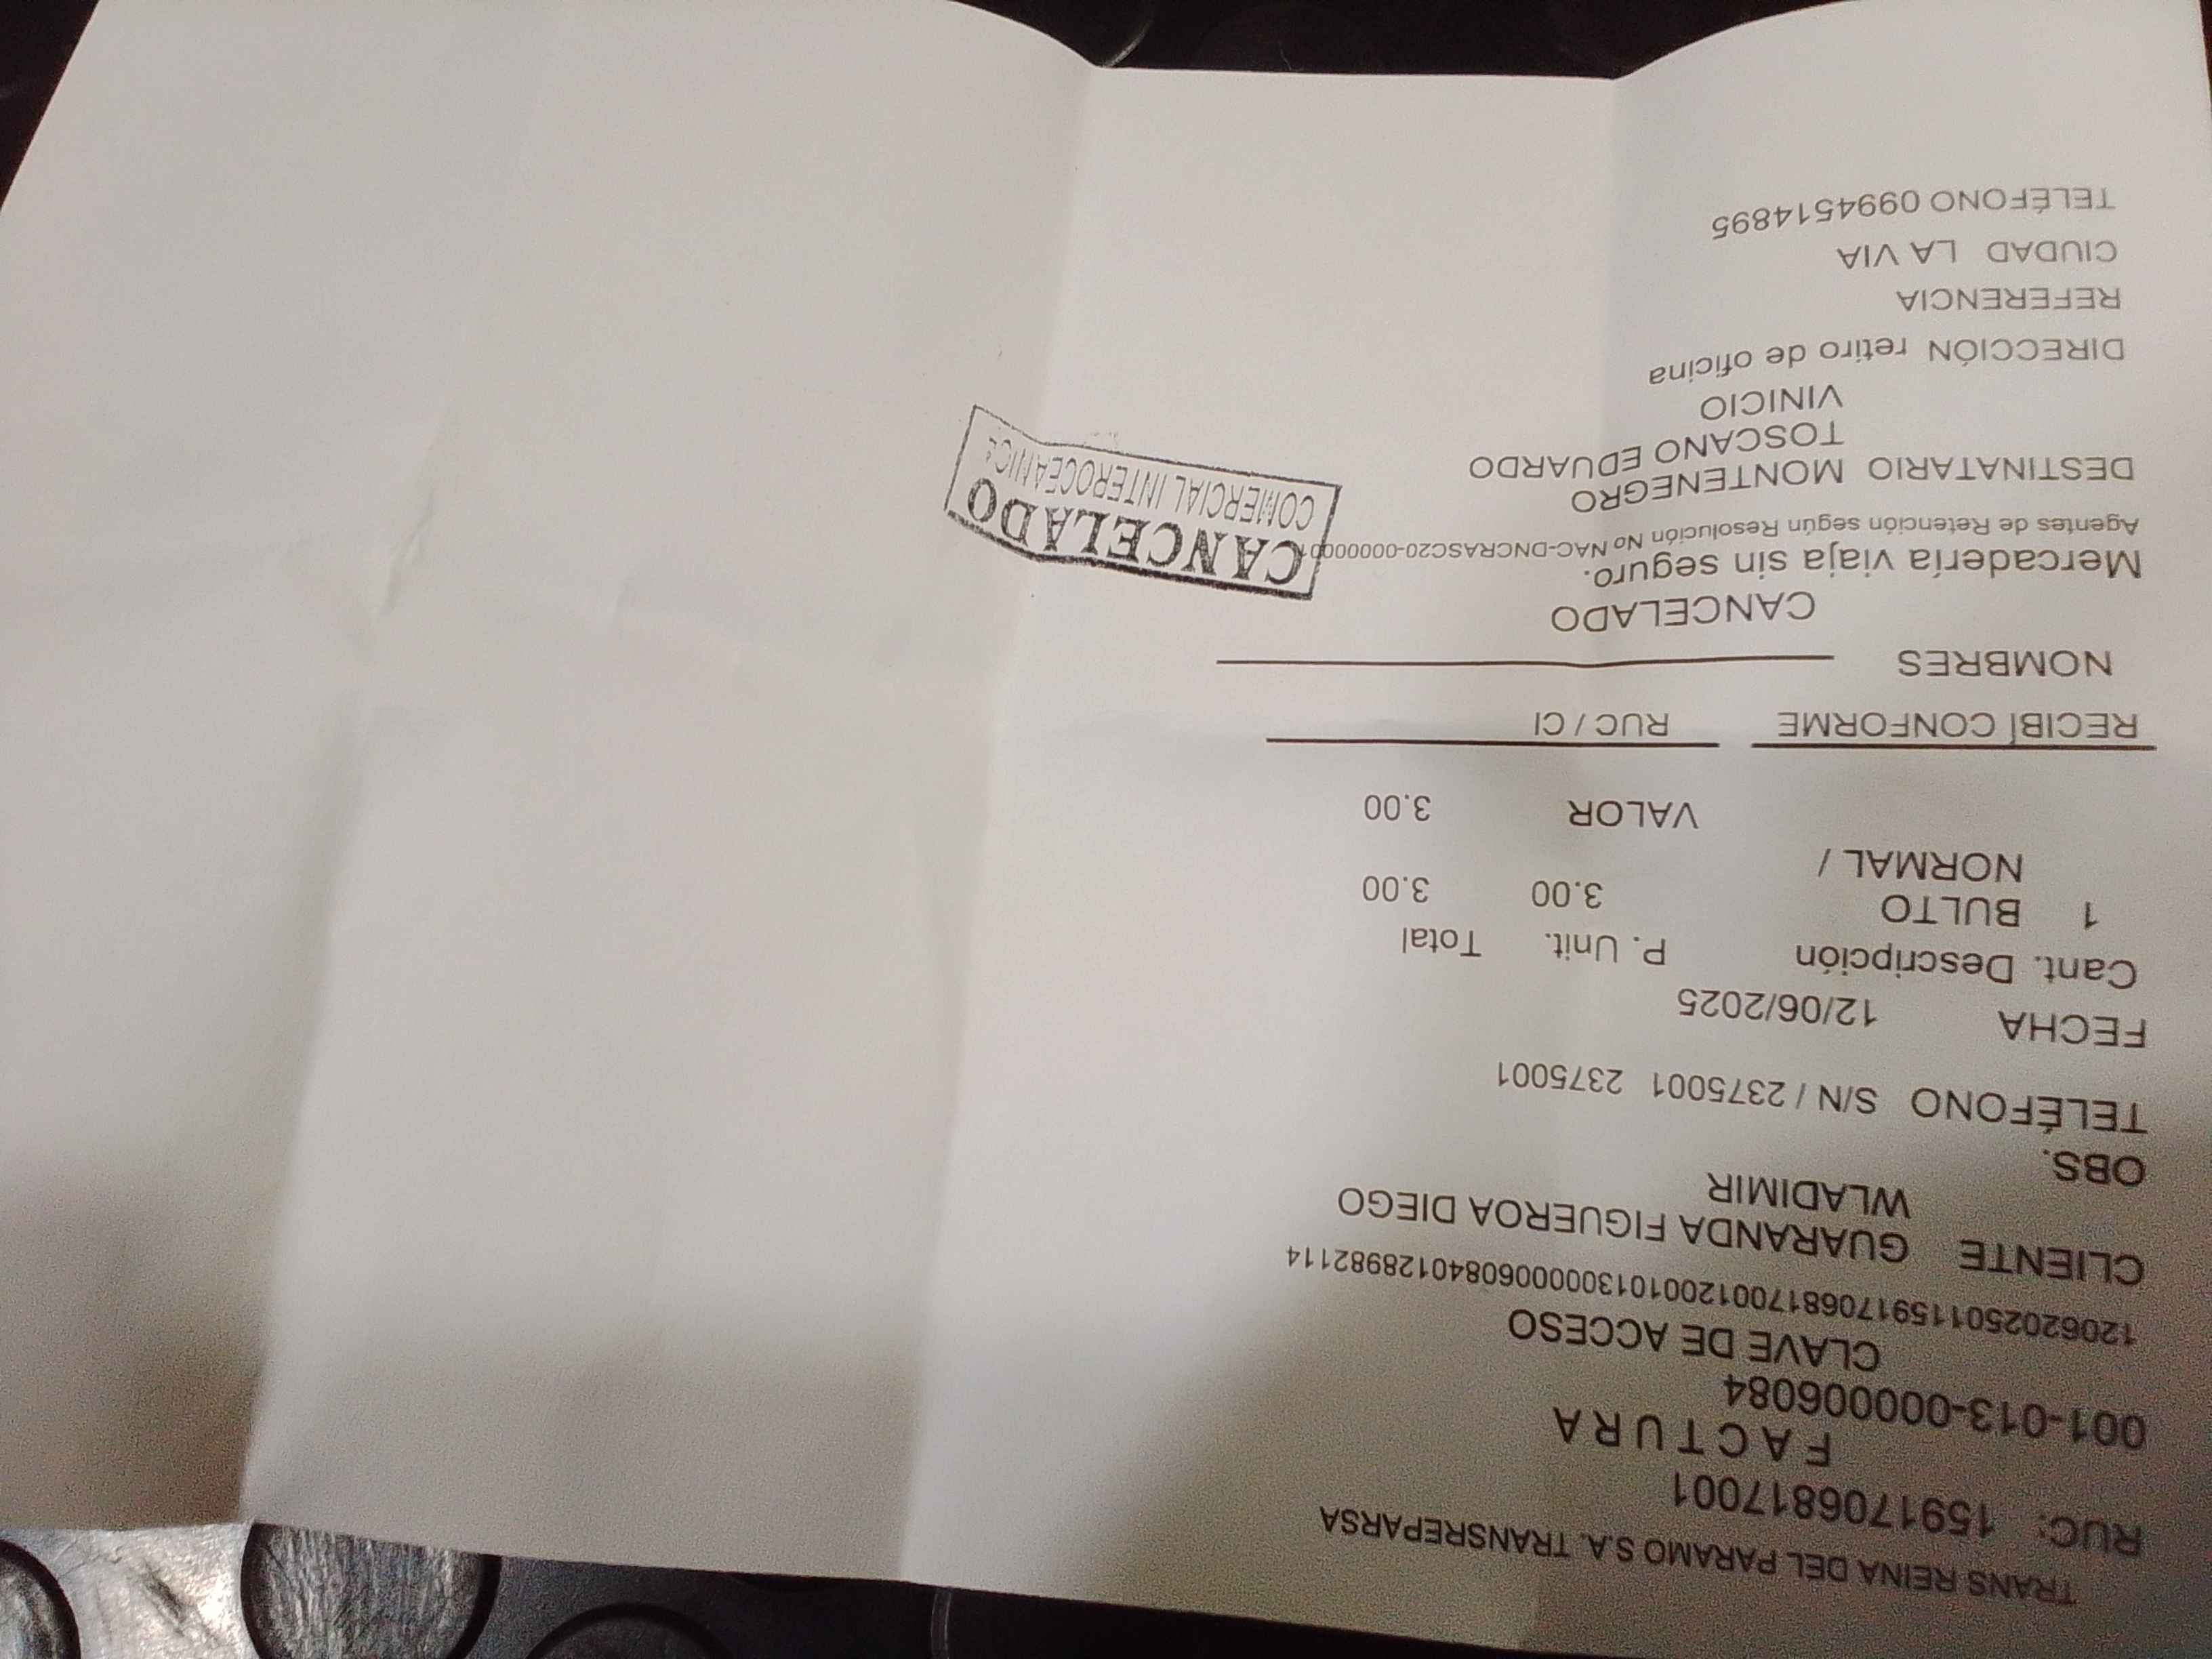 TRANS REINA DEL PARAMO S.A. TRANSREPARSA
RUC: 1591706817001
FACTURA
001-013-000006084
CLAVE DE ACCESO
1206202501159170681700120010130000060840128982114
CLIENTE GUARANDA FIGUEROA DIEGO
WLADIMIR
OBS.
TELÉFONO S/N / 2375001 2375001
FECHA 12/06/2025
Cant. Descripción P. Unit. Total
1 BULTO 3.00 3.00
NORMAL /
VALOR 3.00
RECIBÍ CONFORME RUC / CI
NOMBRES
CANCELADO
Mercadería viaja sin seguro.
Agentes de Retención según Resolución No NAC-DNCRASC20-00000001
DESTINATARIO MONTENEGRO
TOSCANO EDUARDO
VINICIO
DIRECCIÓN retiro de oficina
REFERENCIA
CIUDAD LA VIA
TELÉFONO 0994514895
CANCELADO
COMERCIAL